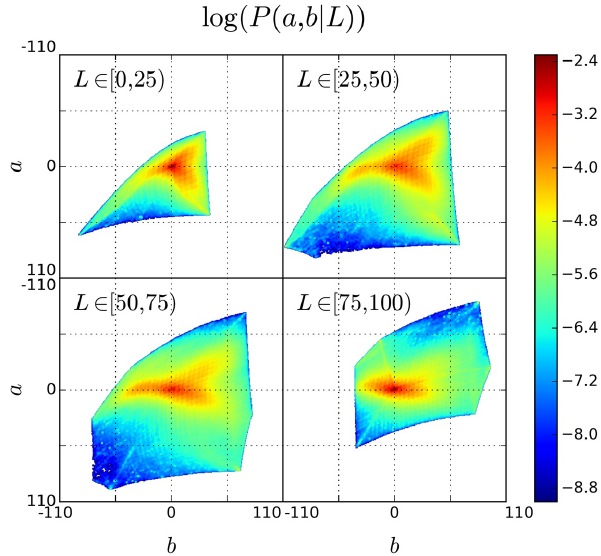 log(P(a,b|L))
-110
L∈[0,25)
L∈[25,50)
a
0
110
-110
L∈[50,75)
L∈[75,100)
a
0
110
-110
0
110
-110
0
110
b
b
−2.4
−3.2
−4.0
−4.8
−5.6
−6.4
−7.2
−8.0
−8.8